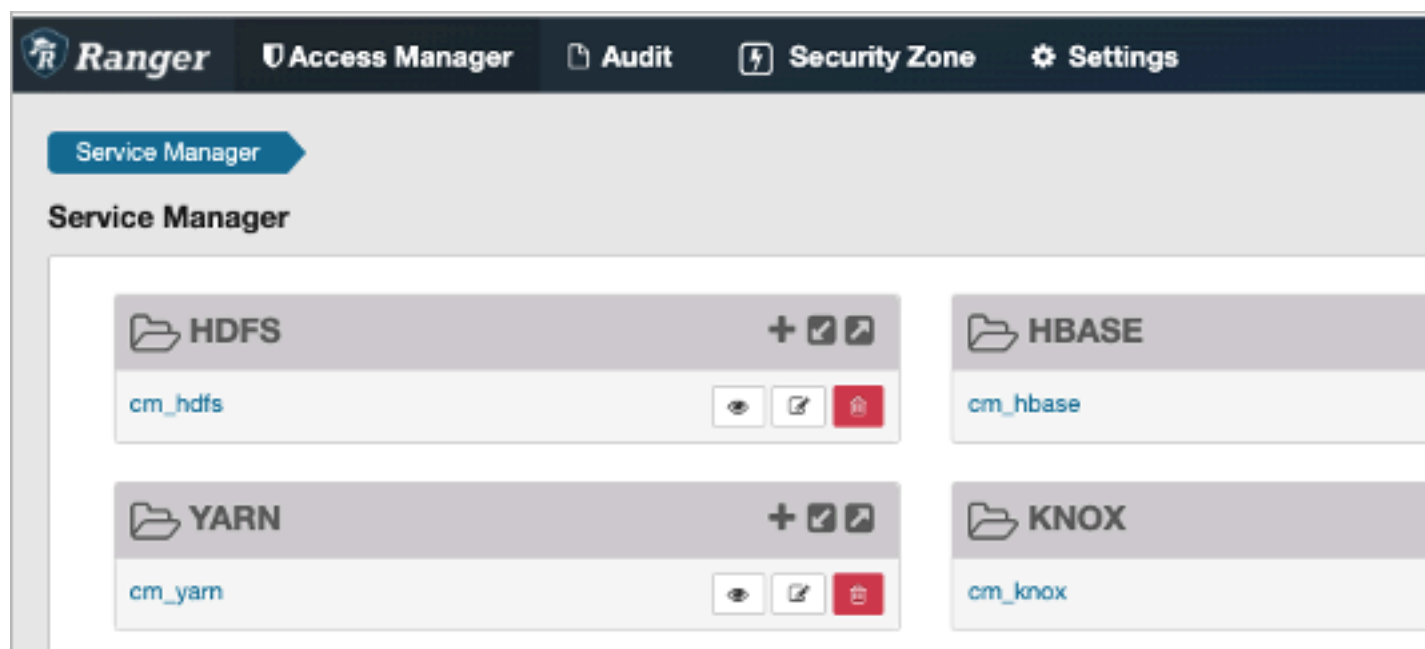 Ranger Access Manager Audit Security Zone Settings
Service Manager
Service Manager
HDFS HBASE
cm_hdfs cm_hbase
YARN KNOX
cm_yarn cm_knox